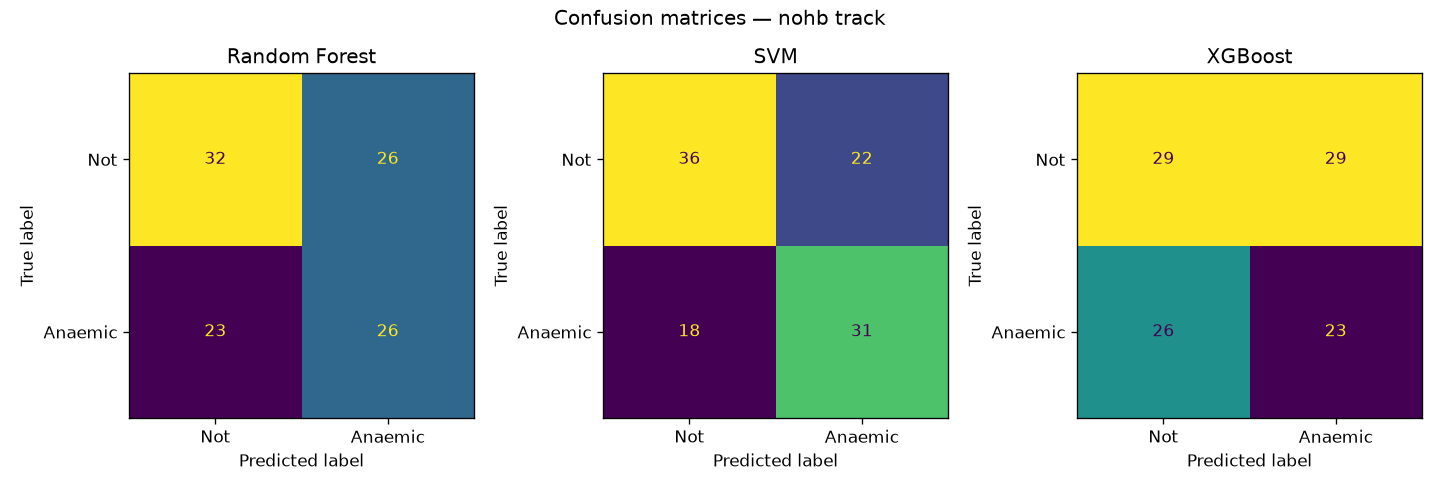 Confusion matrices — nohb track
Random Forest
True label
Not
Anaemic
32 26
23 26
Not Anaemic
Predicted label
SVM
True label
Not
Anaemic
36 22
18 31
Not Anaemic
Predicted label
XGBoost
True label
Not
Anaemic
29 29
26 23
Not Anaemic
Predicted label